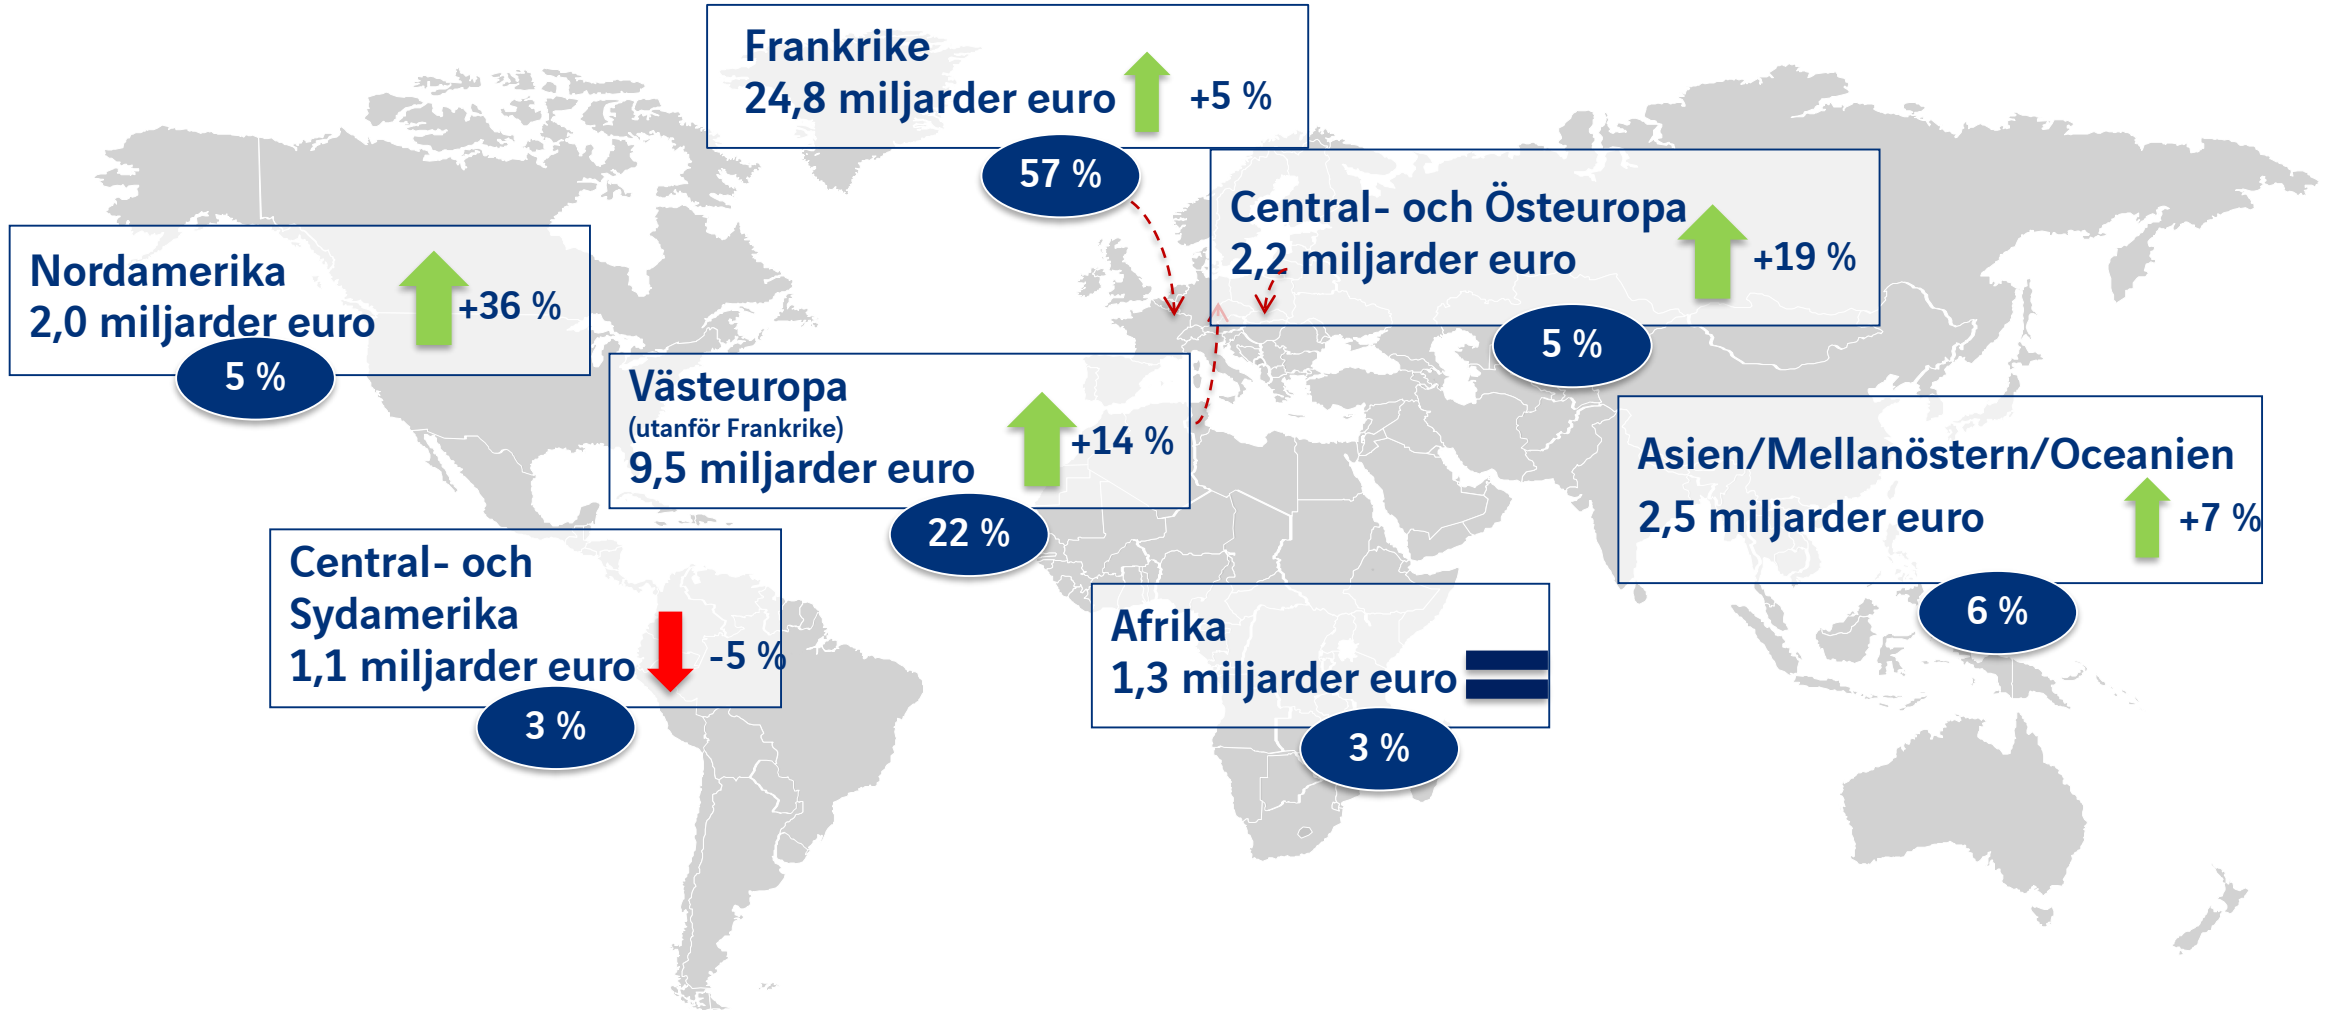 Frankrike
24,8 miljarder euro
+5 %
57 %
Central- och Östeuropa
2,2 miljarder euro
+19 %
5 %
Nordamerika
2,0 miljarder euro
+36 %
5 %
Västeuropa
(utanför Frankrike)
9,5 miljarder euro
+14 %
22 %
Asien/Mellanöstern/Oceanien
2,5 miljarder euro
+7 %
6 %
Central- och
Sydamerika
1,1 miljarder euro
-5 %
3 %
Afrika
1,3 miljarder euro
3 %